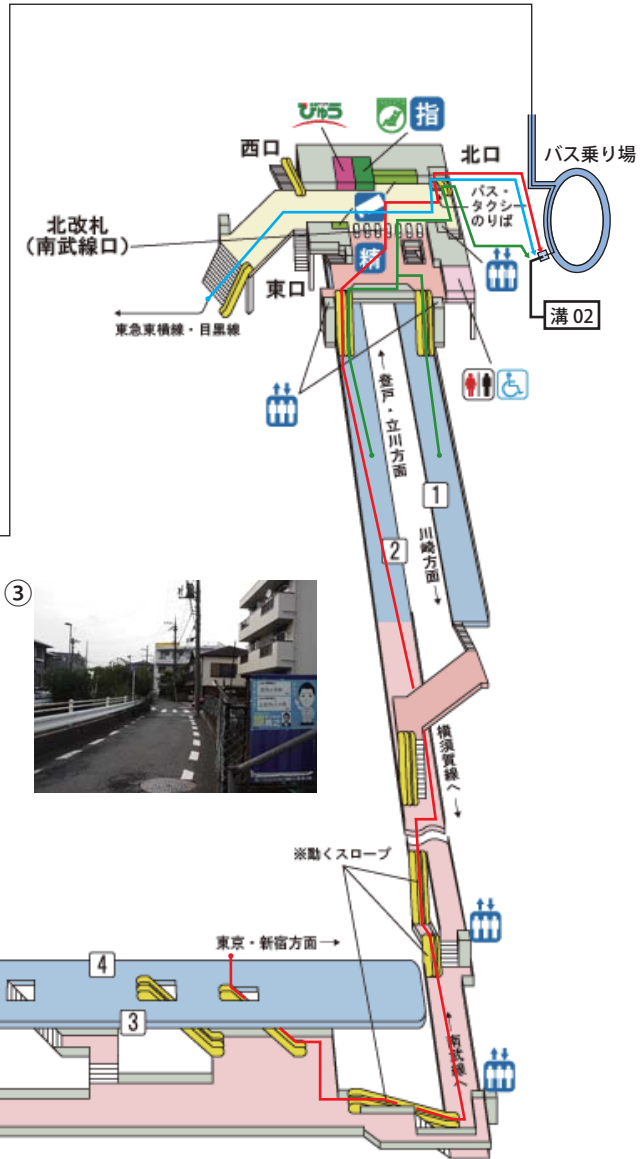 びゅう
指
西口
北口
バス乗り場
バス・
タクシー
のりば
北改札
(南武線口)
精
東口
溝 02
東急東横線・目黒線
←登戸・立川方面
1
川崎方面→
2
③
横須賀線へ→
※動くスロープ
東京・新宿方面→
4
3
←南武線へ